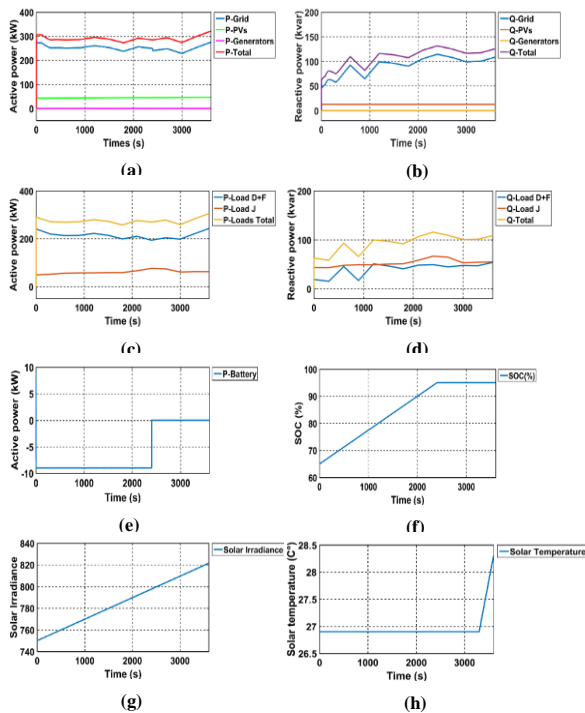 400
300
200
100
0
Active power (kW)
0 1000 2000 3000
Times (s)
P-Grid
P-PVs
P-Generators
P-Total
(a)
200
150
100
50
0
Reactive power (kvar)
0 1000 2000 3000
Time (s)
Q-Grid
Q-PVs
Q-Generators
Q-Total
(b)
400
200
0
Active power (kW)
0 1000 2000 3000
Time (s)
P-Load D+F
P-Load J
P-Loads Total
(c)
200
100
0
Reactive power (kvar)
0 1000 2000 3000
Time (s)
Q-Load D+F
Q-Load J
Q-Total
(d)
10
5
0
-5
-10
Active power (kW)
0 1000 2000 3000
Time (s)
P-Battery
(e)
100
90
80
70
60
SOC (%)
0 1000 2000 3000
Time (s)
SOC(%)
(f)
840
820
800
780
760
740
Solar Irradiance
0 1000 2000 3000
Time (s)
Solar Irradiance
(g)
28.5
28
27.5
27
26.5
Solar temperature (C°)
0 1000 2000 3000
Time (s)
Solar Temperature
(h)